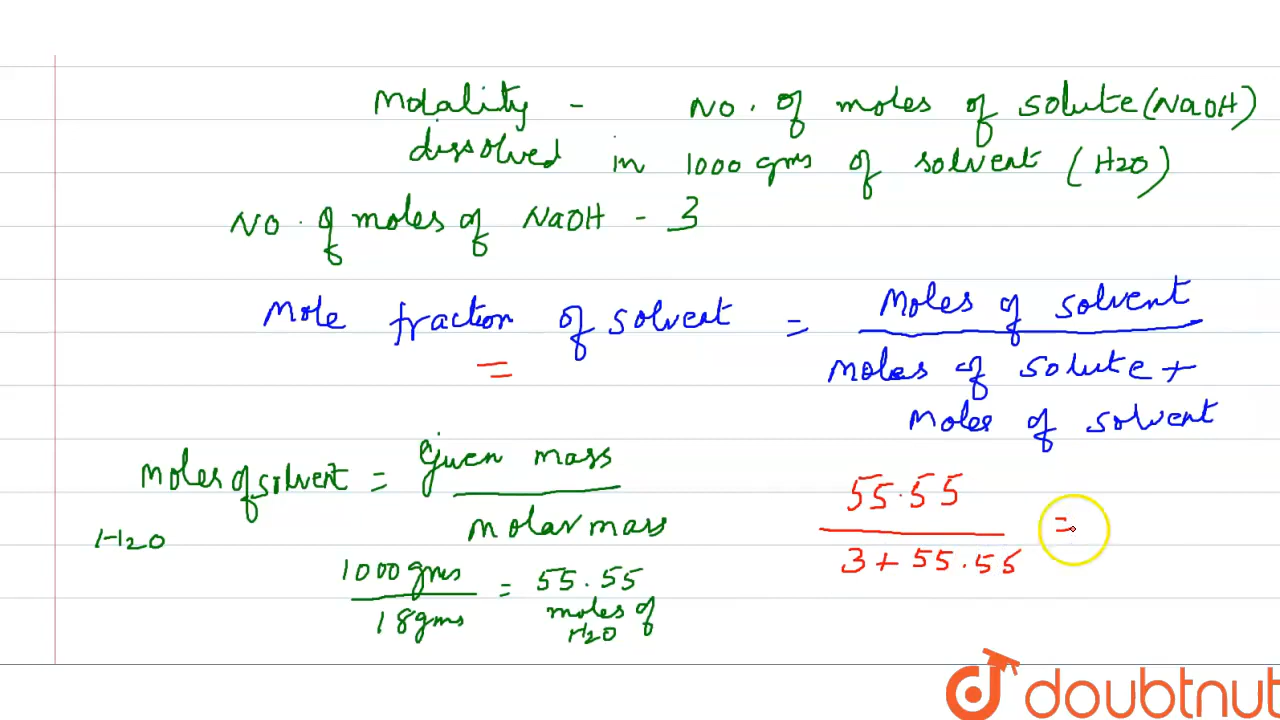 Molality - No. of moles of solute (NaOH)
dissolved in 1000 gms of solvent (H2O)
No. of moles of NaOH - 3
Mole fraction of solvent = Moles of solvent
=
Moles of solute +
Moles of solvent
Moles of solvent = Given mass
Molar mass
H2O
1000 gms = 55.55
18 gms
moles of
H2O
55.55 =
3 + 55.55
doubtnut